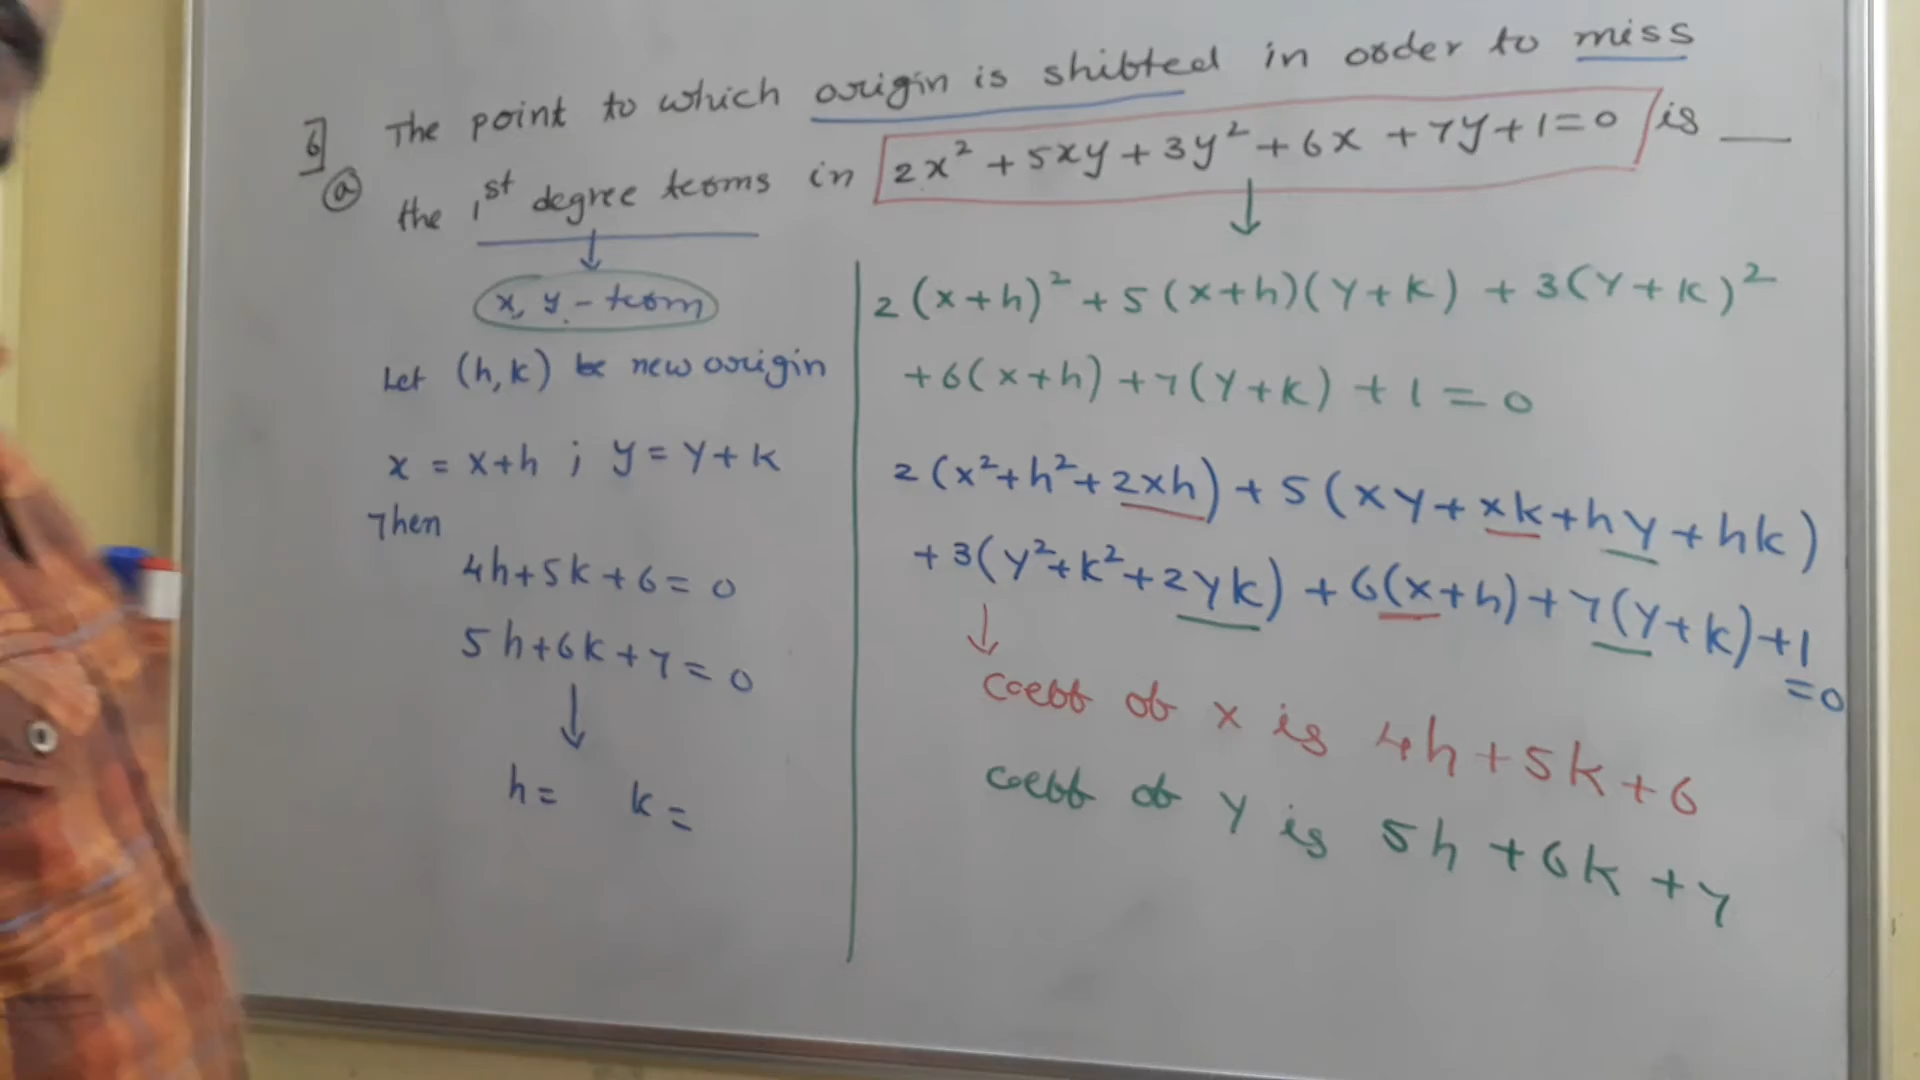 6] The point to which origin is shifted in order to miss
(a) the 1st degree terms in 2x² + 5xy + 3y² + 6x + 7y + 1 = 0 is __
↓
↓
x, y - term
Let (h, k) be new origin
x = X+h ; y = Y+k
Then
4h+5k+6=0
5h+6k+7=0
↓
h= k=
2(X+h)² + 5(X+h)(Y+k) + 3(Y+k)²
+6(X+h) +7(Y+k) +1 = 0
2(X²+h²+2Xh) + 5(XY+Xk+hY+hk)
+3(Y²+k²+2Yk) + 6(X+h) + 7(Y+k)+1
=0
↓
coeff of X is 4h+5k+6
coeff of Y is 5h+6k+7